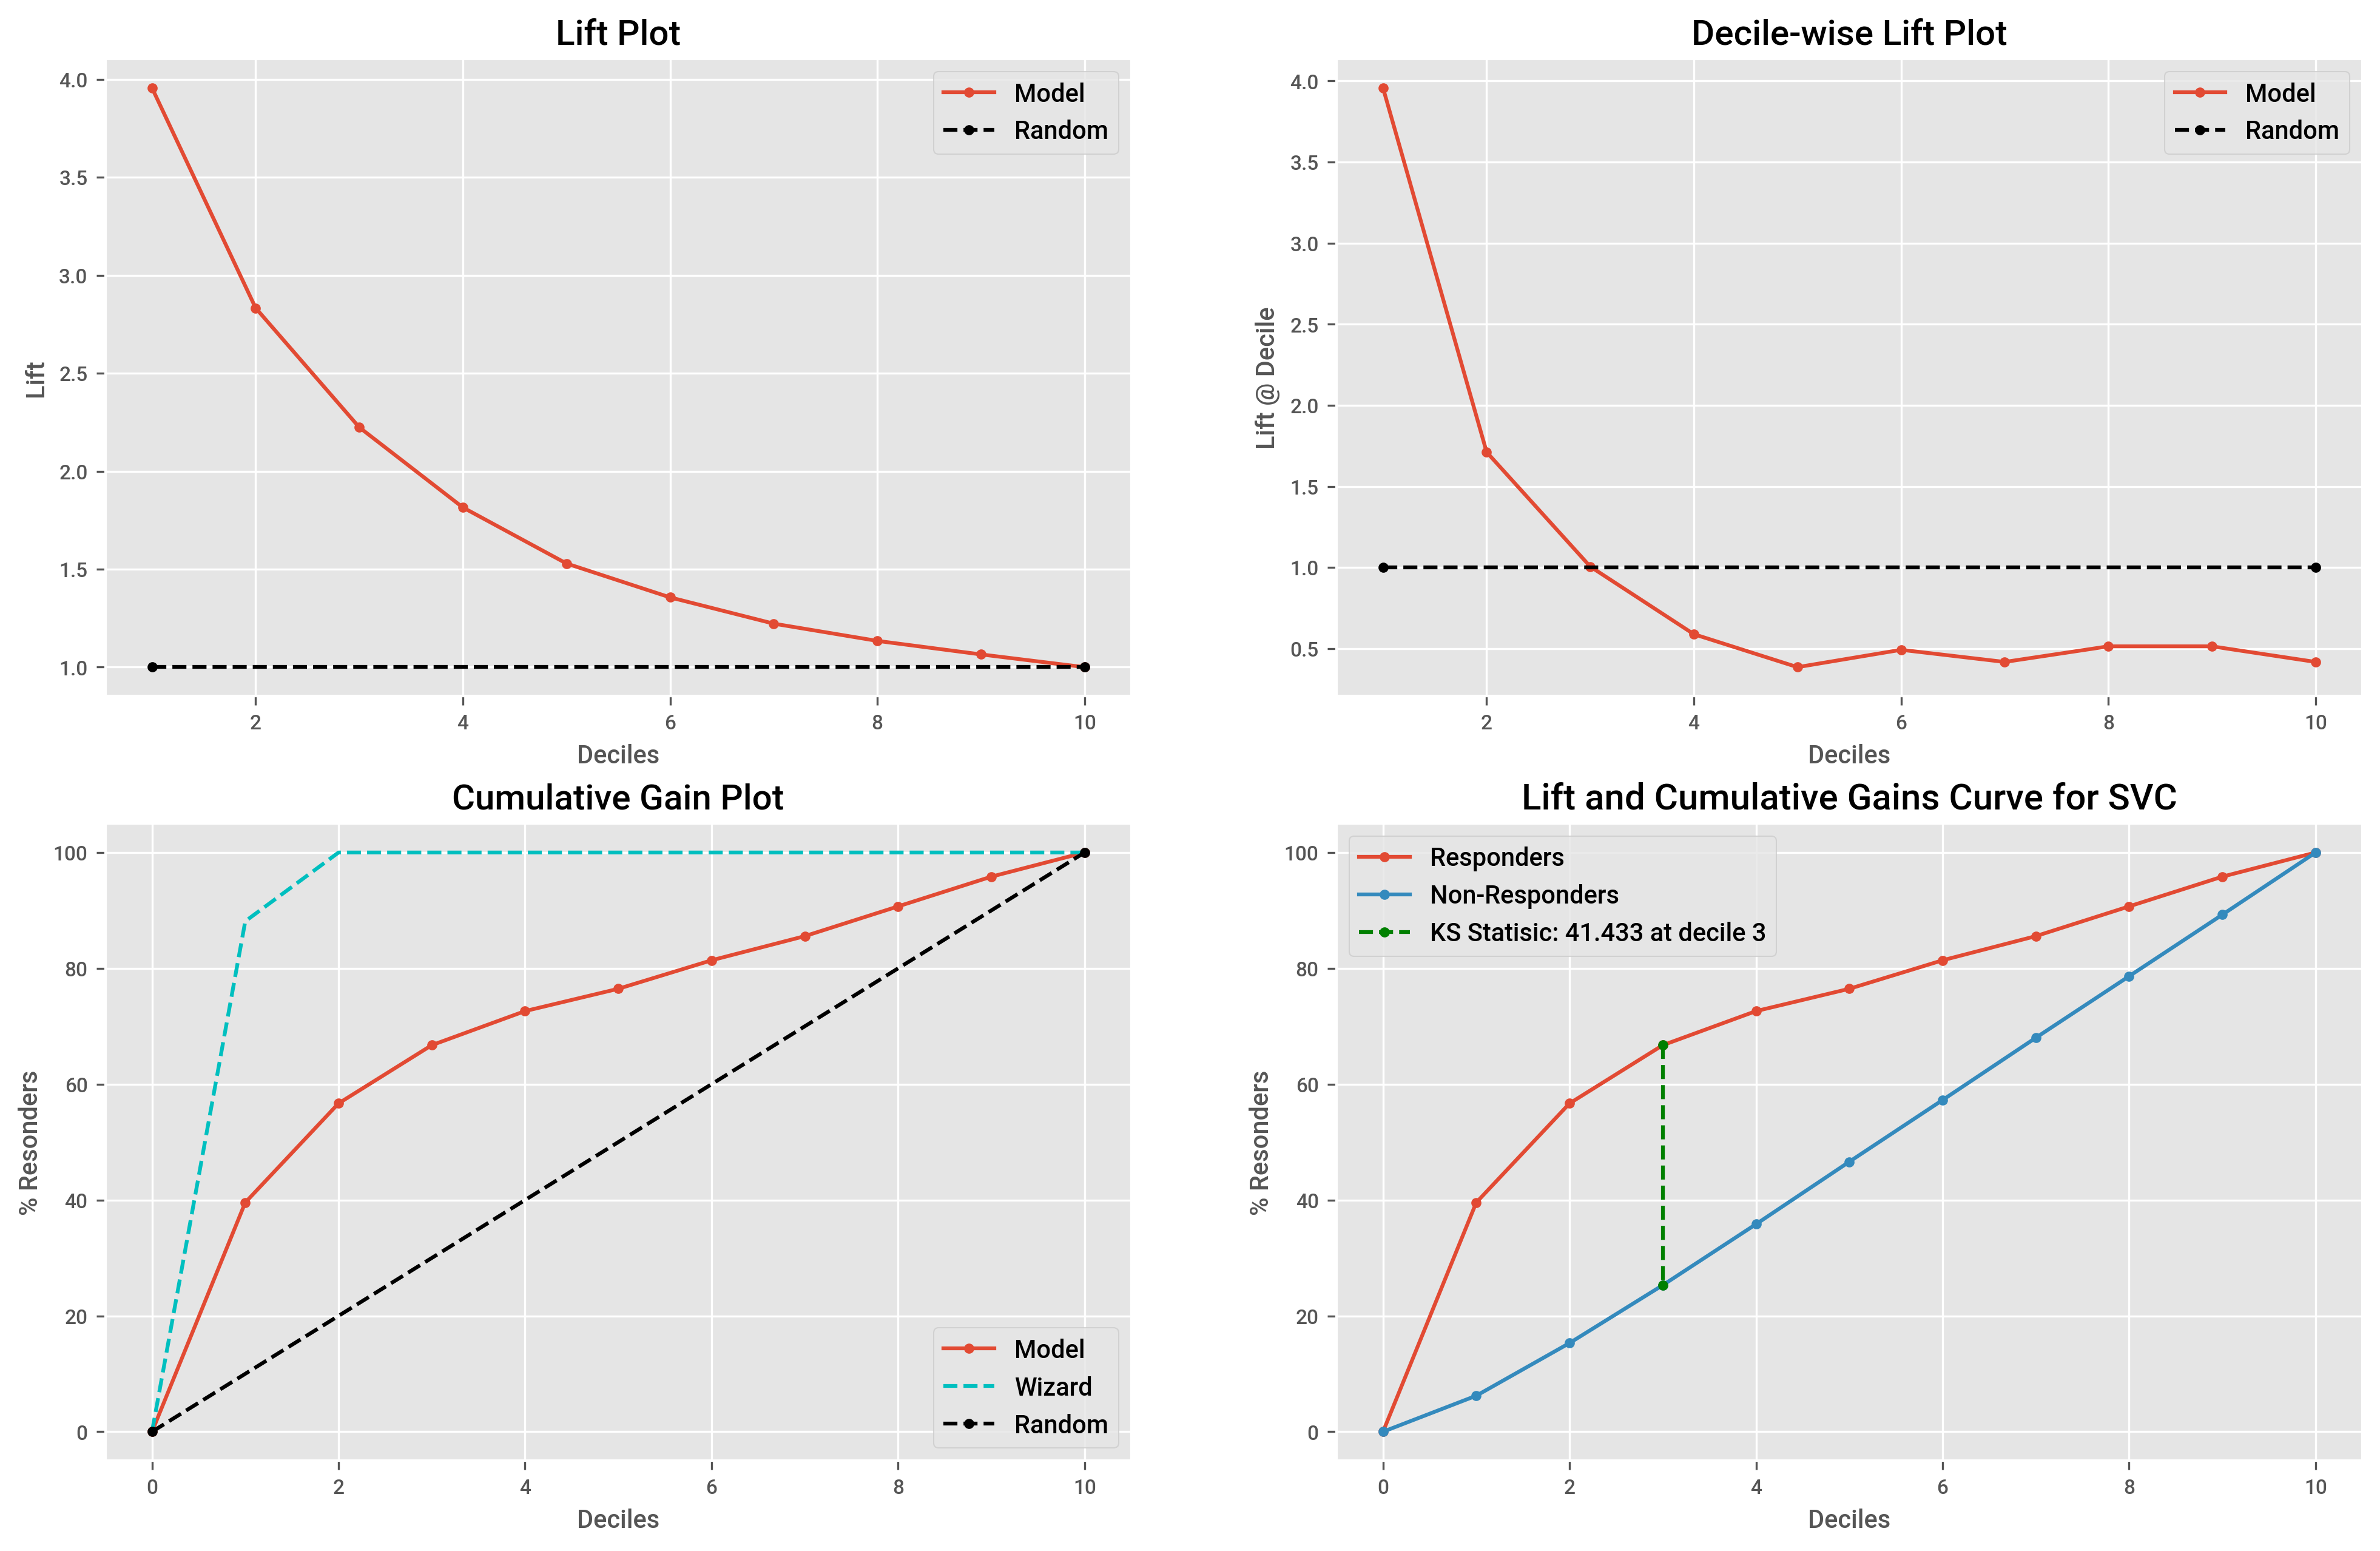 Lift Plot
4.0
3.5
3.0
2.5
2.0
1.5
1.0
Lift
2 4 6 8 10
Deciles
Model
Random
Decile-wise Lift Plot
4.0
3.5
3.0
2.5
2.0
1.5
1.0
0.5
Lift @ Decile
2 4 6 8 10
Deciles
Model
Random
Cumulative Gain Plot
100
80
60
40
20
0
% Resonders
0 2 4 6 8 10
Deciles
Model
Wizard
Random
Lift and Cumulative Gains Curve for SVC
100
80
60
40
20
0
% Resonders
0 2 4 6 8 10
Deciles
Responders
Non-Responders
KS Statisic: 41.433 at decile 3